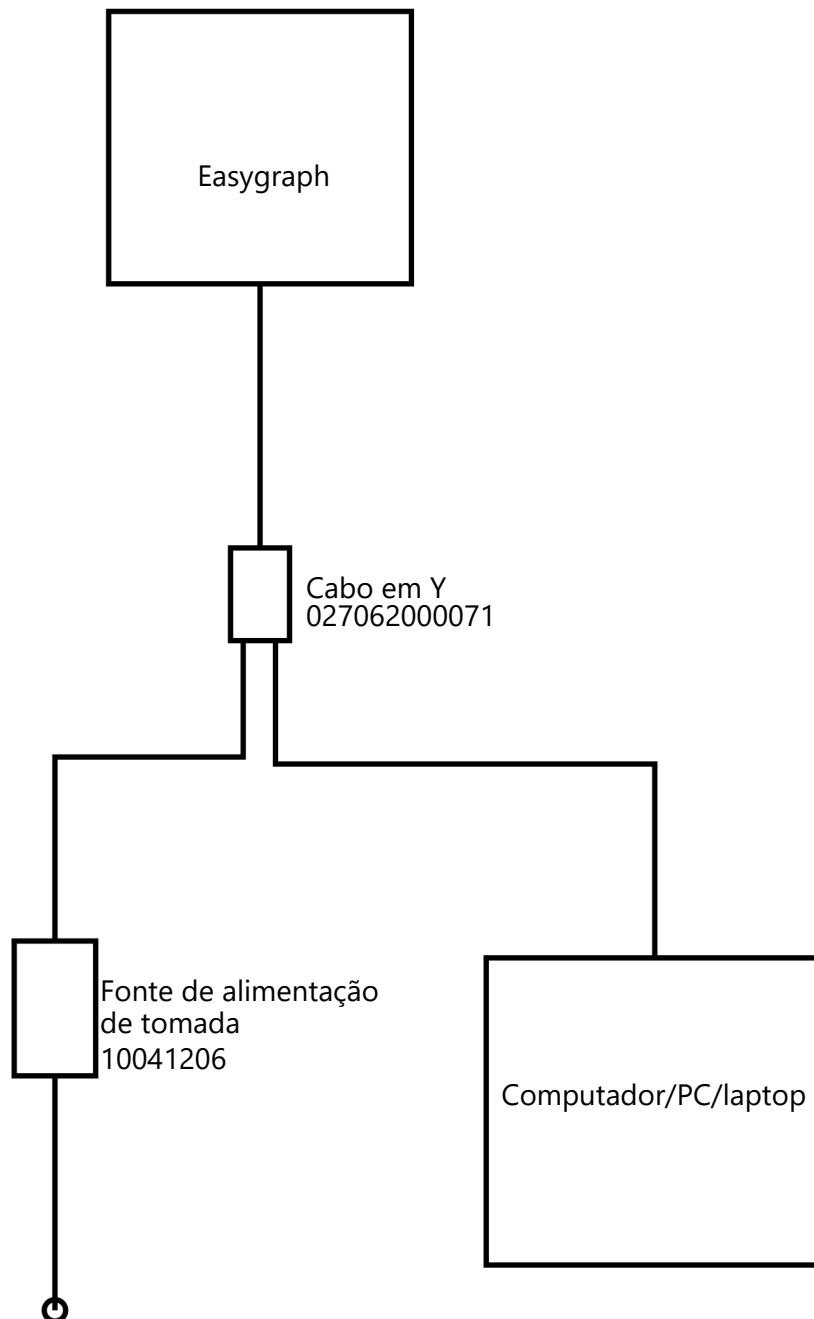 Easygraph
Cabo em Y
027062000071
Fonte de alimentação
de tomada
10041206
Computador/PC/laptop